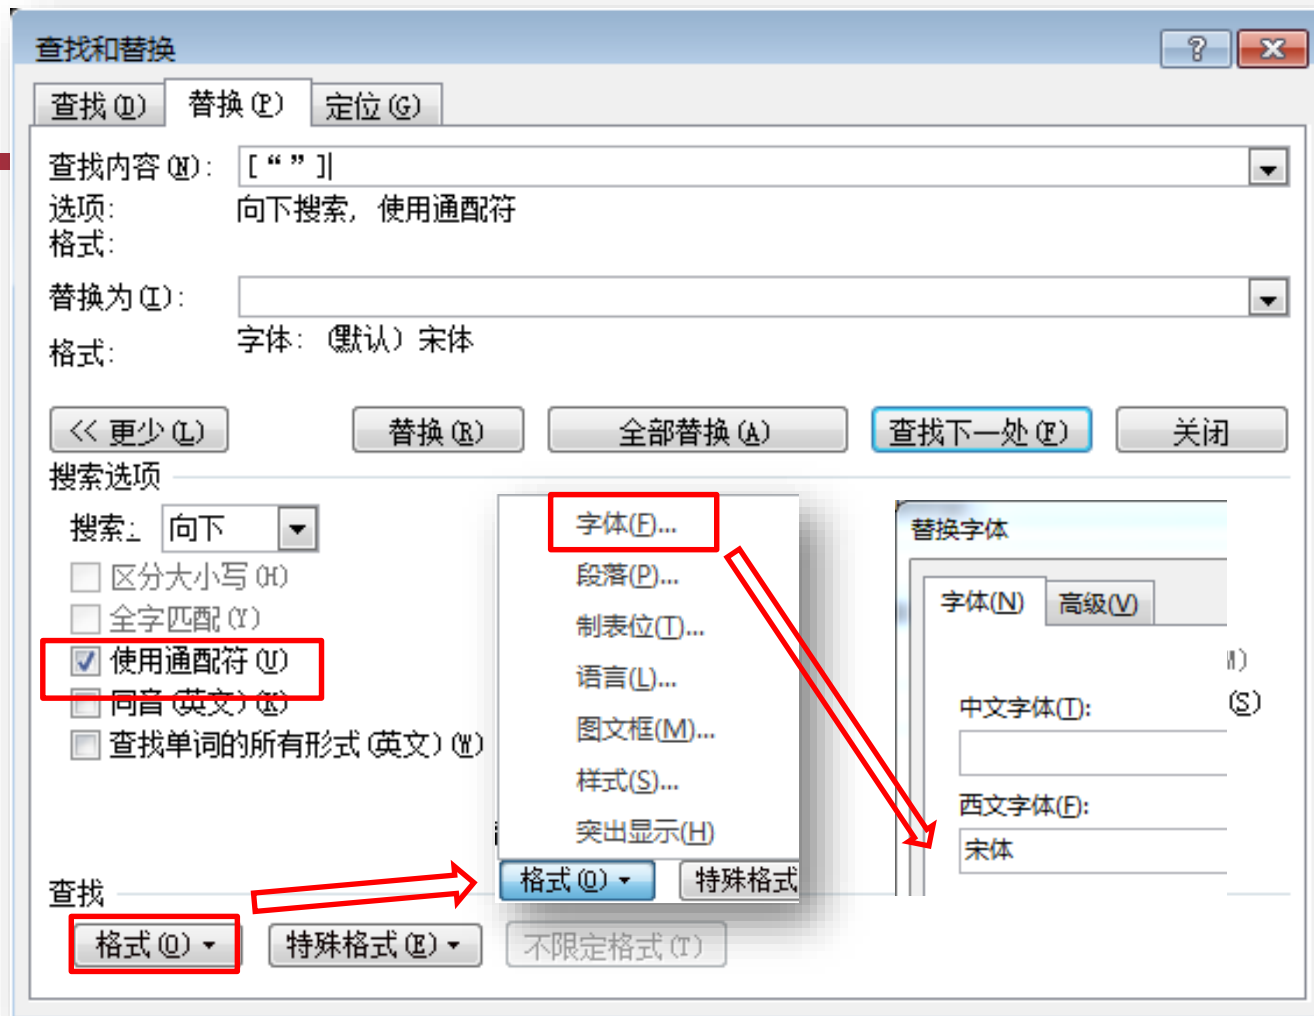 查找和替换
查找(D) 替换(P) 定位(G)
查找内容(N): [“”]
选项: 向下搜索, 使用通配符
格式:
替换为(I):
格式: 字体: (默认) 宋体
<< 更少(L) 替换(R) 全部替换(A) 查找下一处(F) 关闭
搜索选项
搜索: 向下
区分大小写(H)
全字匹配(Y)
使用通配符(U)
同音(英文)(K)
查找单词的所有形式(英文)(W)
字体(F)...
段落(P)...
制表位(T)...
语言(L)...
图文框(M)...
样式(S)...
突出显示(H)
格式(O) 特殊格式
替换字体
字体(N) 高级(V)
(S)
中文字体(T):
西文字体(F):
宋体
查找
格式(O) 特殊格式(E) 不限定格式(T)